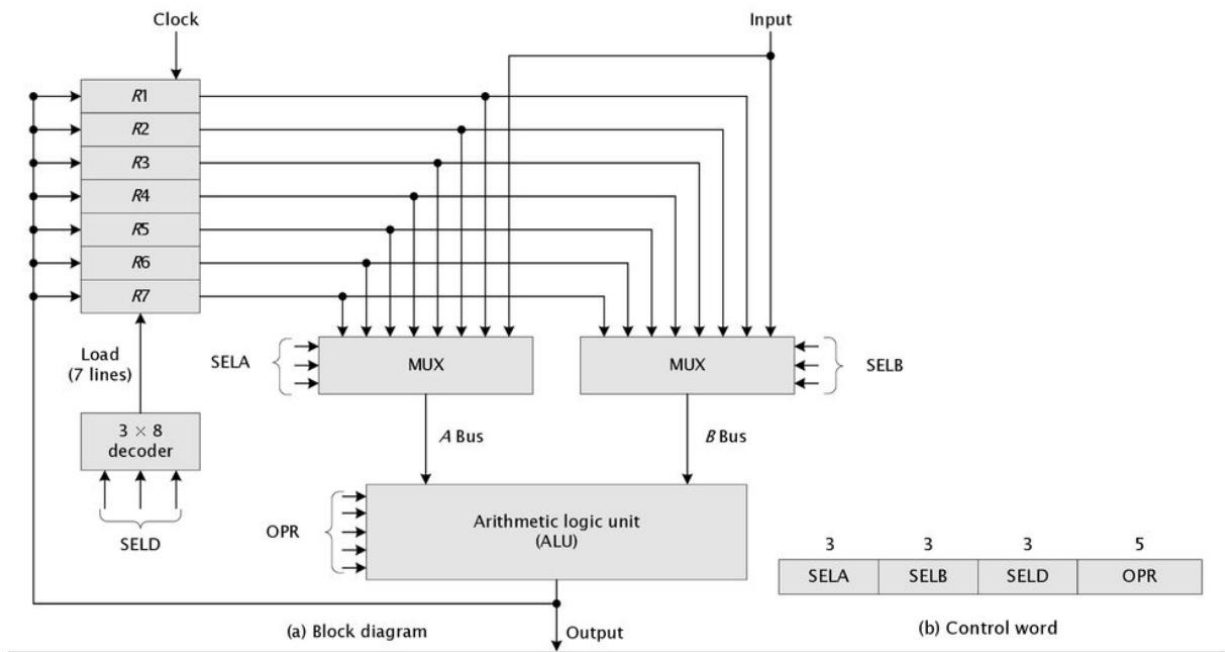 Clock
Input
R1
R2
R3
R4
R5
R6
R7
Load
(7 lines)
SELA
MUX
MUX
SELB
3 × 8
decoder
A Bus
B Bus
SELD
OPR
Arithmetic logic unit
(ALU)
3 3 3 5
SELA SELB SELD OPR
(a) Block diagram
Output
(b) Control word